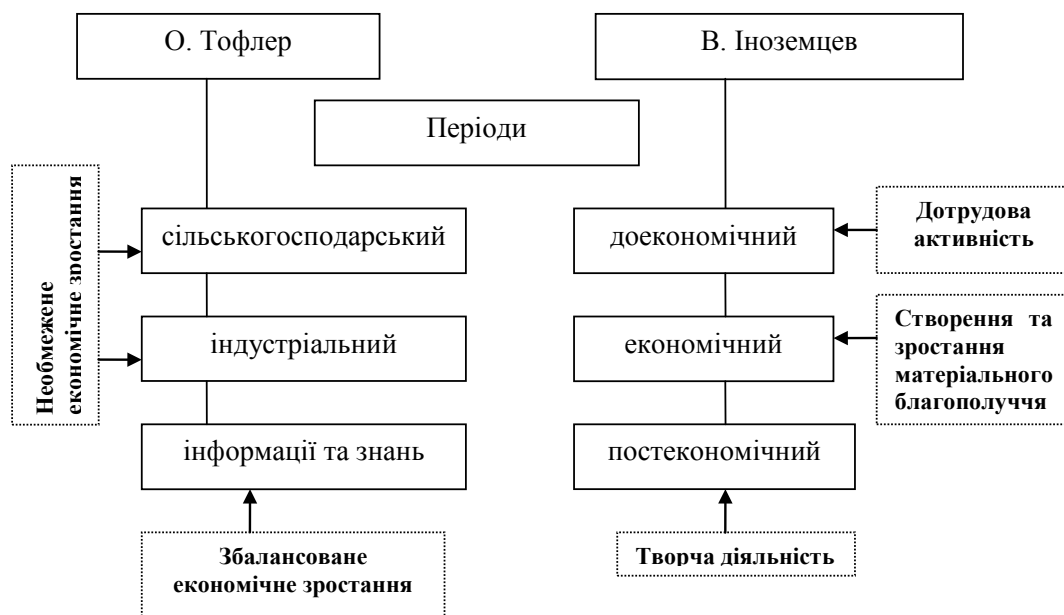 О. Тофлер
В. Іноземцев
Періоди
Необмежене
економічне зростання
сільськогосподарський
доекономічний
Дотрудова
активність
індустріальний
економічний
Створення та
зростання
матеріального
благополуччя
інформації та знань
постекономічний
Збалансоване
економічне зростання
Творча діяльність